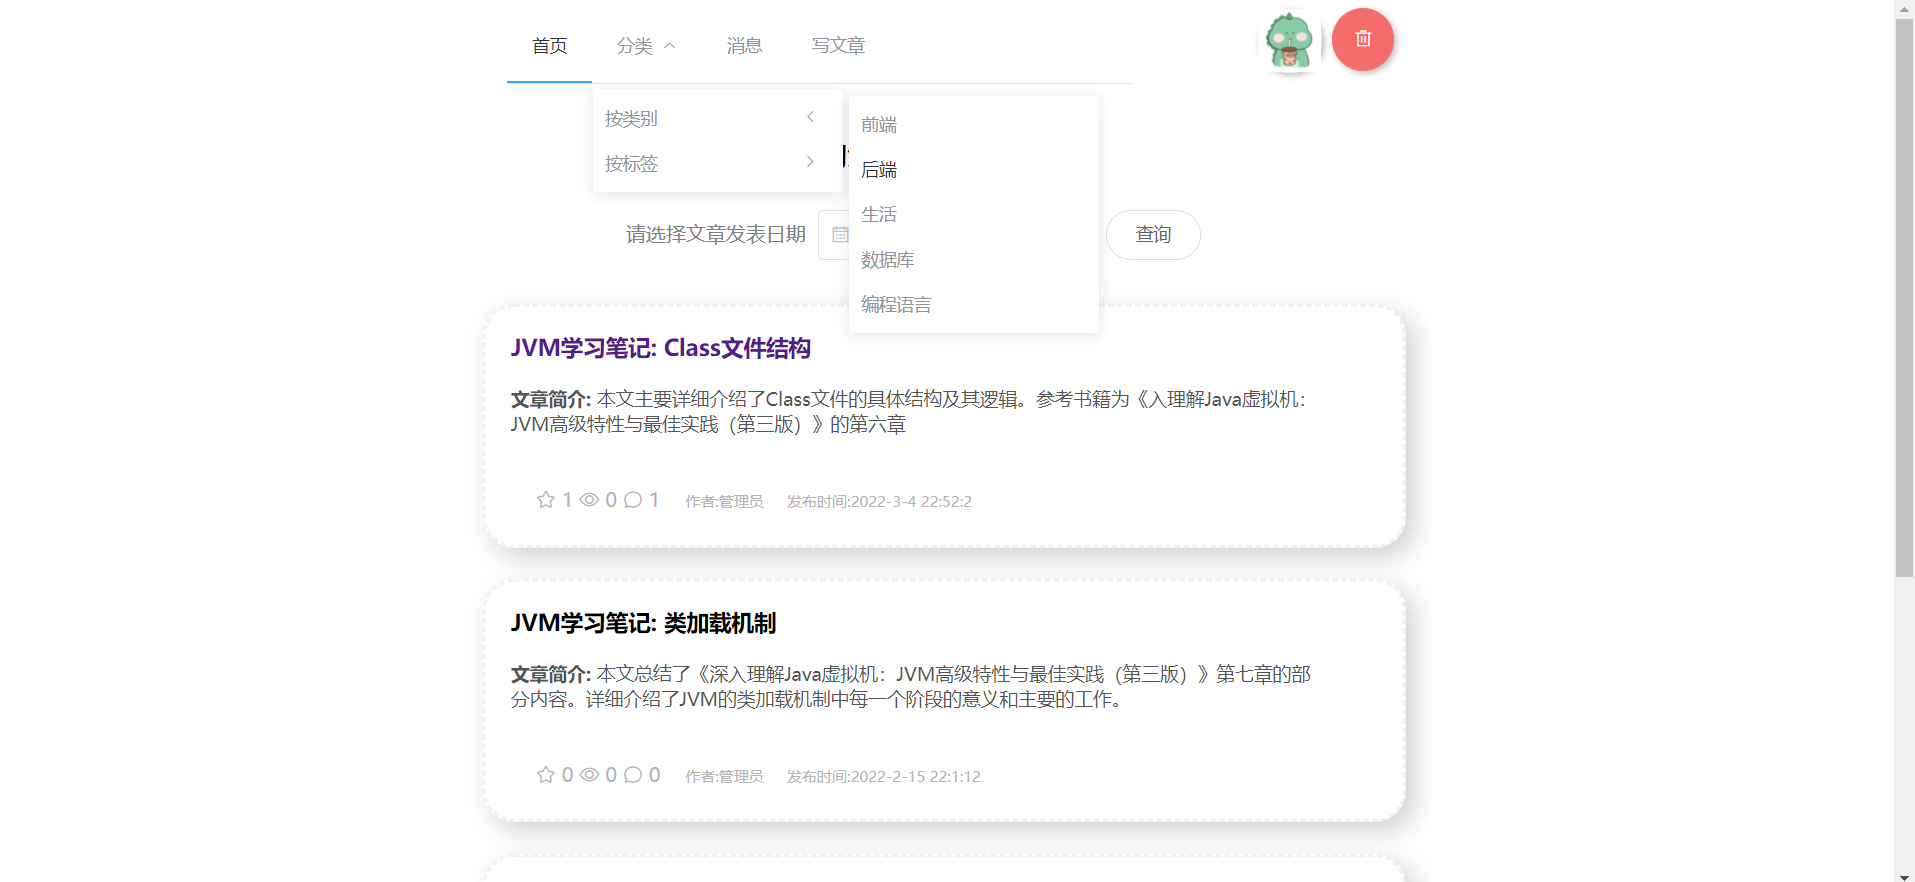 首页 分类 消息 写文章
按类别
按标签
前端
后端
生活
数据库
编程语言
请选择文章发表日期 查询
JVM学习笔记: Class文件结构
文章简介: 本文主要详细介绍了Class文件的具体结构及其逻辑。参考书籍为《入理解Java虚拟机：
JVM高级特性与最佳实践（第三版）》的第六章
1 0 1 作者:管理员 发布时间:2022-3-4 22:52:2
JVM学习笔记: 类加载机制
文章简介: 本文总结了《深入理解Java虚拟机：JVM高级特性与最佳实践（第三版）》第七章的部
分内容。详细介绍了JVM的类加载机制中每一个阶段的意义和主要的工作。
0 0 0 作者:管理员 发布时间:2022-2-15 22:1:12